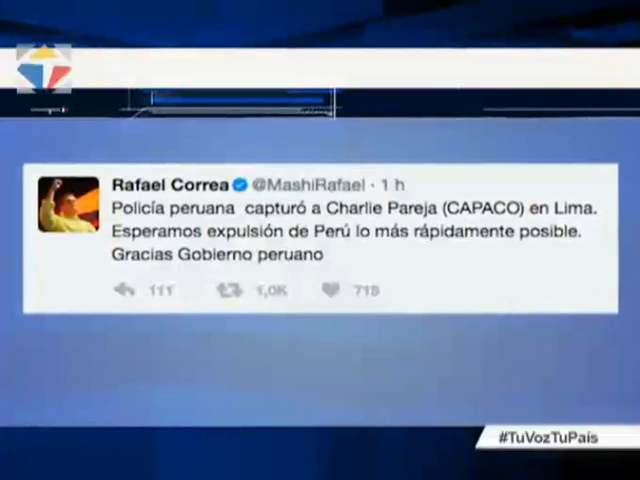 Rafael Correa @MashiRafael · 1 h
Policía peruana capturó a Charlie Pareja (CAPACO) en Lima.
Esperamos expulsión de Perú lo más rápidamente posible.
Gracias Gobierno peruano
111 1,0K 718
#TuVozTuPaís